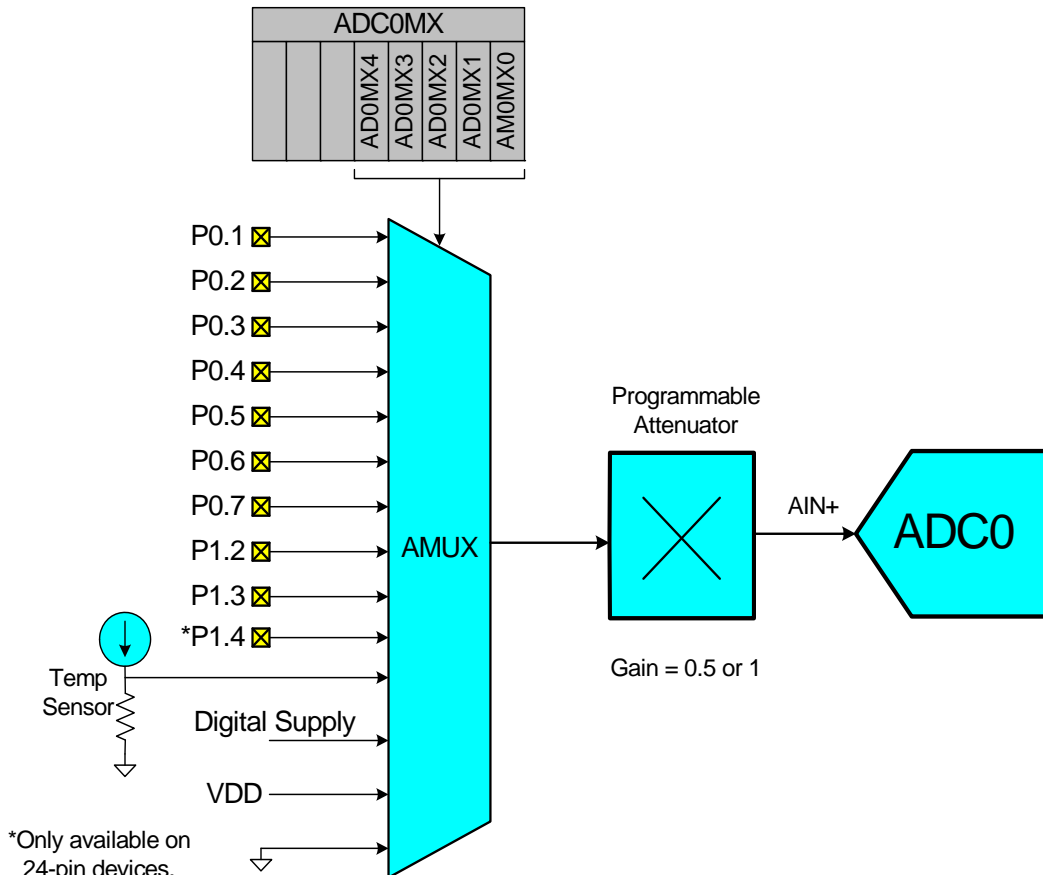 ADC0MX
AD0MX4
AD0MX3
AD0MX2
AD0MX1
AM0MX0
P0.1
P0.2
P0.3
P0.4
P0.5
P0.6
P0.7
P1.2
P1.3
*P1.4
AMUX
Programmable
Attenuator
AIN+
ADC0
Gain = 0.5 or 1
Temp
Sensor
Digital Supply
VDD
*Only available on
24-pin devices.